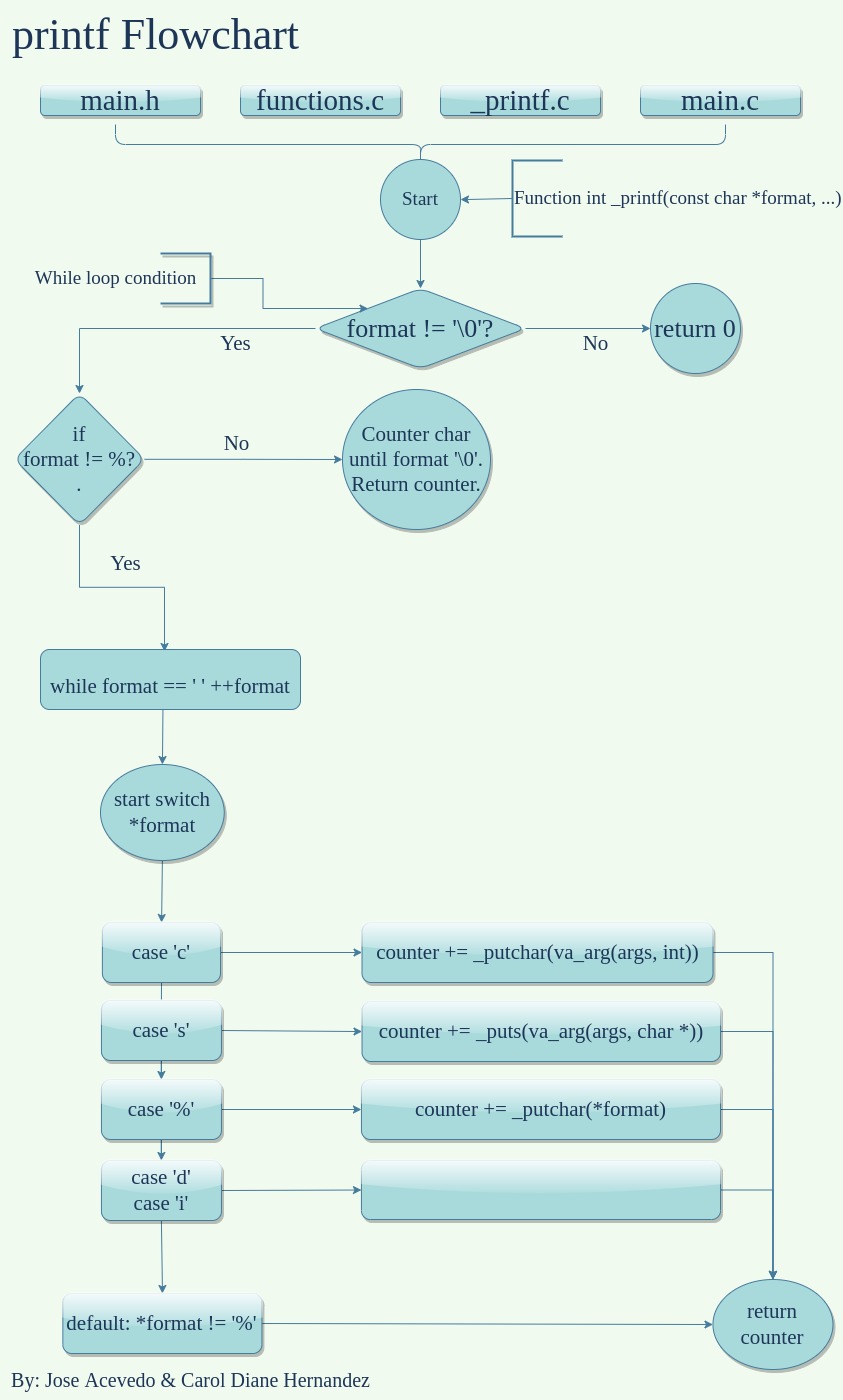 printf Flowchart
main.h
functions.c
_printf.c
main.c
Start
Function int _printf(const char *format, ...)
While loop condition
format != '\0'?
return 0
Yes
No
if
format != %?
.
No
Counter char
until format '\0'.
Return counter.
Yes
while format == ' ' ++format
start switch
*format
case 'c'
counter += _putchar(va_arg(args, int))
case 's'
counter += _puts(va_arg(args, char *))
case '%'
counter += _putchar(*format)
case 'd'
case 'i'
default: *format != '%'
return
counter
By: Jose Acevedo & Carol Diane Hernandez